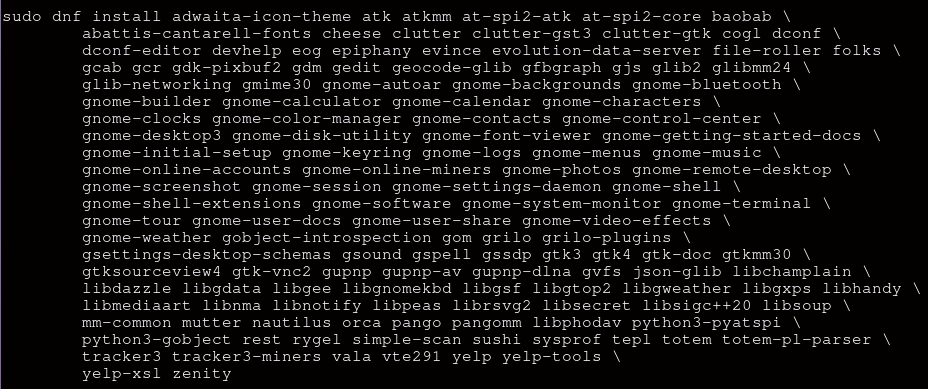 sudo dnf install adwaita-icon-theme atk atkmm at-spi2-atk at-spi2-core baobab \
abattis-cantarell-fonts cheese clutter clutter-gst3 clutter-gtk cogl dconf \
dconf-editor devhelp eog epiphany evince evolution-data-server file-roller folks \
gcab gcr gdk-pixbuf2 gdm gedit geocode-glib gfbgraph gjs glib2 glibmm24 \
glib-networking gmime30 gnome-autoar gnome-backgrounds gnome-bluetooth \
gnome-builder gnome-calculator gnome-calendar gnome-characters \
gnome-clocks gnome-color-manager gnome-contacts gnome-control-center \
gnome-desktop3 gnome-disk-utility gnome-font-viewer gnome-getting-started-docs \
gnome-initial-setup gnome-keyring gnome-logs gnome-menus gnome-music \
gnome-online-accounts gnome-online-miners gnome-photos gnome-remote-desktop \
gnome-screenshot gnome-session gnome-settings-daemon gnome-shell \
gnome-shell-extensions gnome-software gnome-system-monitor gnome-terminal \
gnome-tour gnome-user-docs gnome-user-share gnome-video-effects \
gnome-weather gobject-introspection gom grilo grilo-plugins \
gsettings-desktop-schemas gsound gspell gssdp gtk3 gtk4 gtk-doc gtkmm30 \
gtksourceview4 gtk-vnc2 gupnp gupnp-av gupnp-dlna gvfs json-glib libchamplain \
libdazzle libgdata libgee libgnomekbd libgsf libgtop2 libgweather libgxps libhandy \
libmediaart libnma libnotify libpeas librsvg2 libsecret libsigc++20 libsoup \
mm-common mutter nautilus orca pango pangomm libphodav python3-pyatspi \
python3-gobject rest rygel simple-scan sushi sysprof tepl totem totem-pl-parser \
tracker3 tracker3-miners vala vte291 yelp yelp-tools \
yelp-xsl zenity